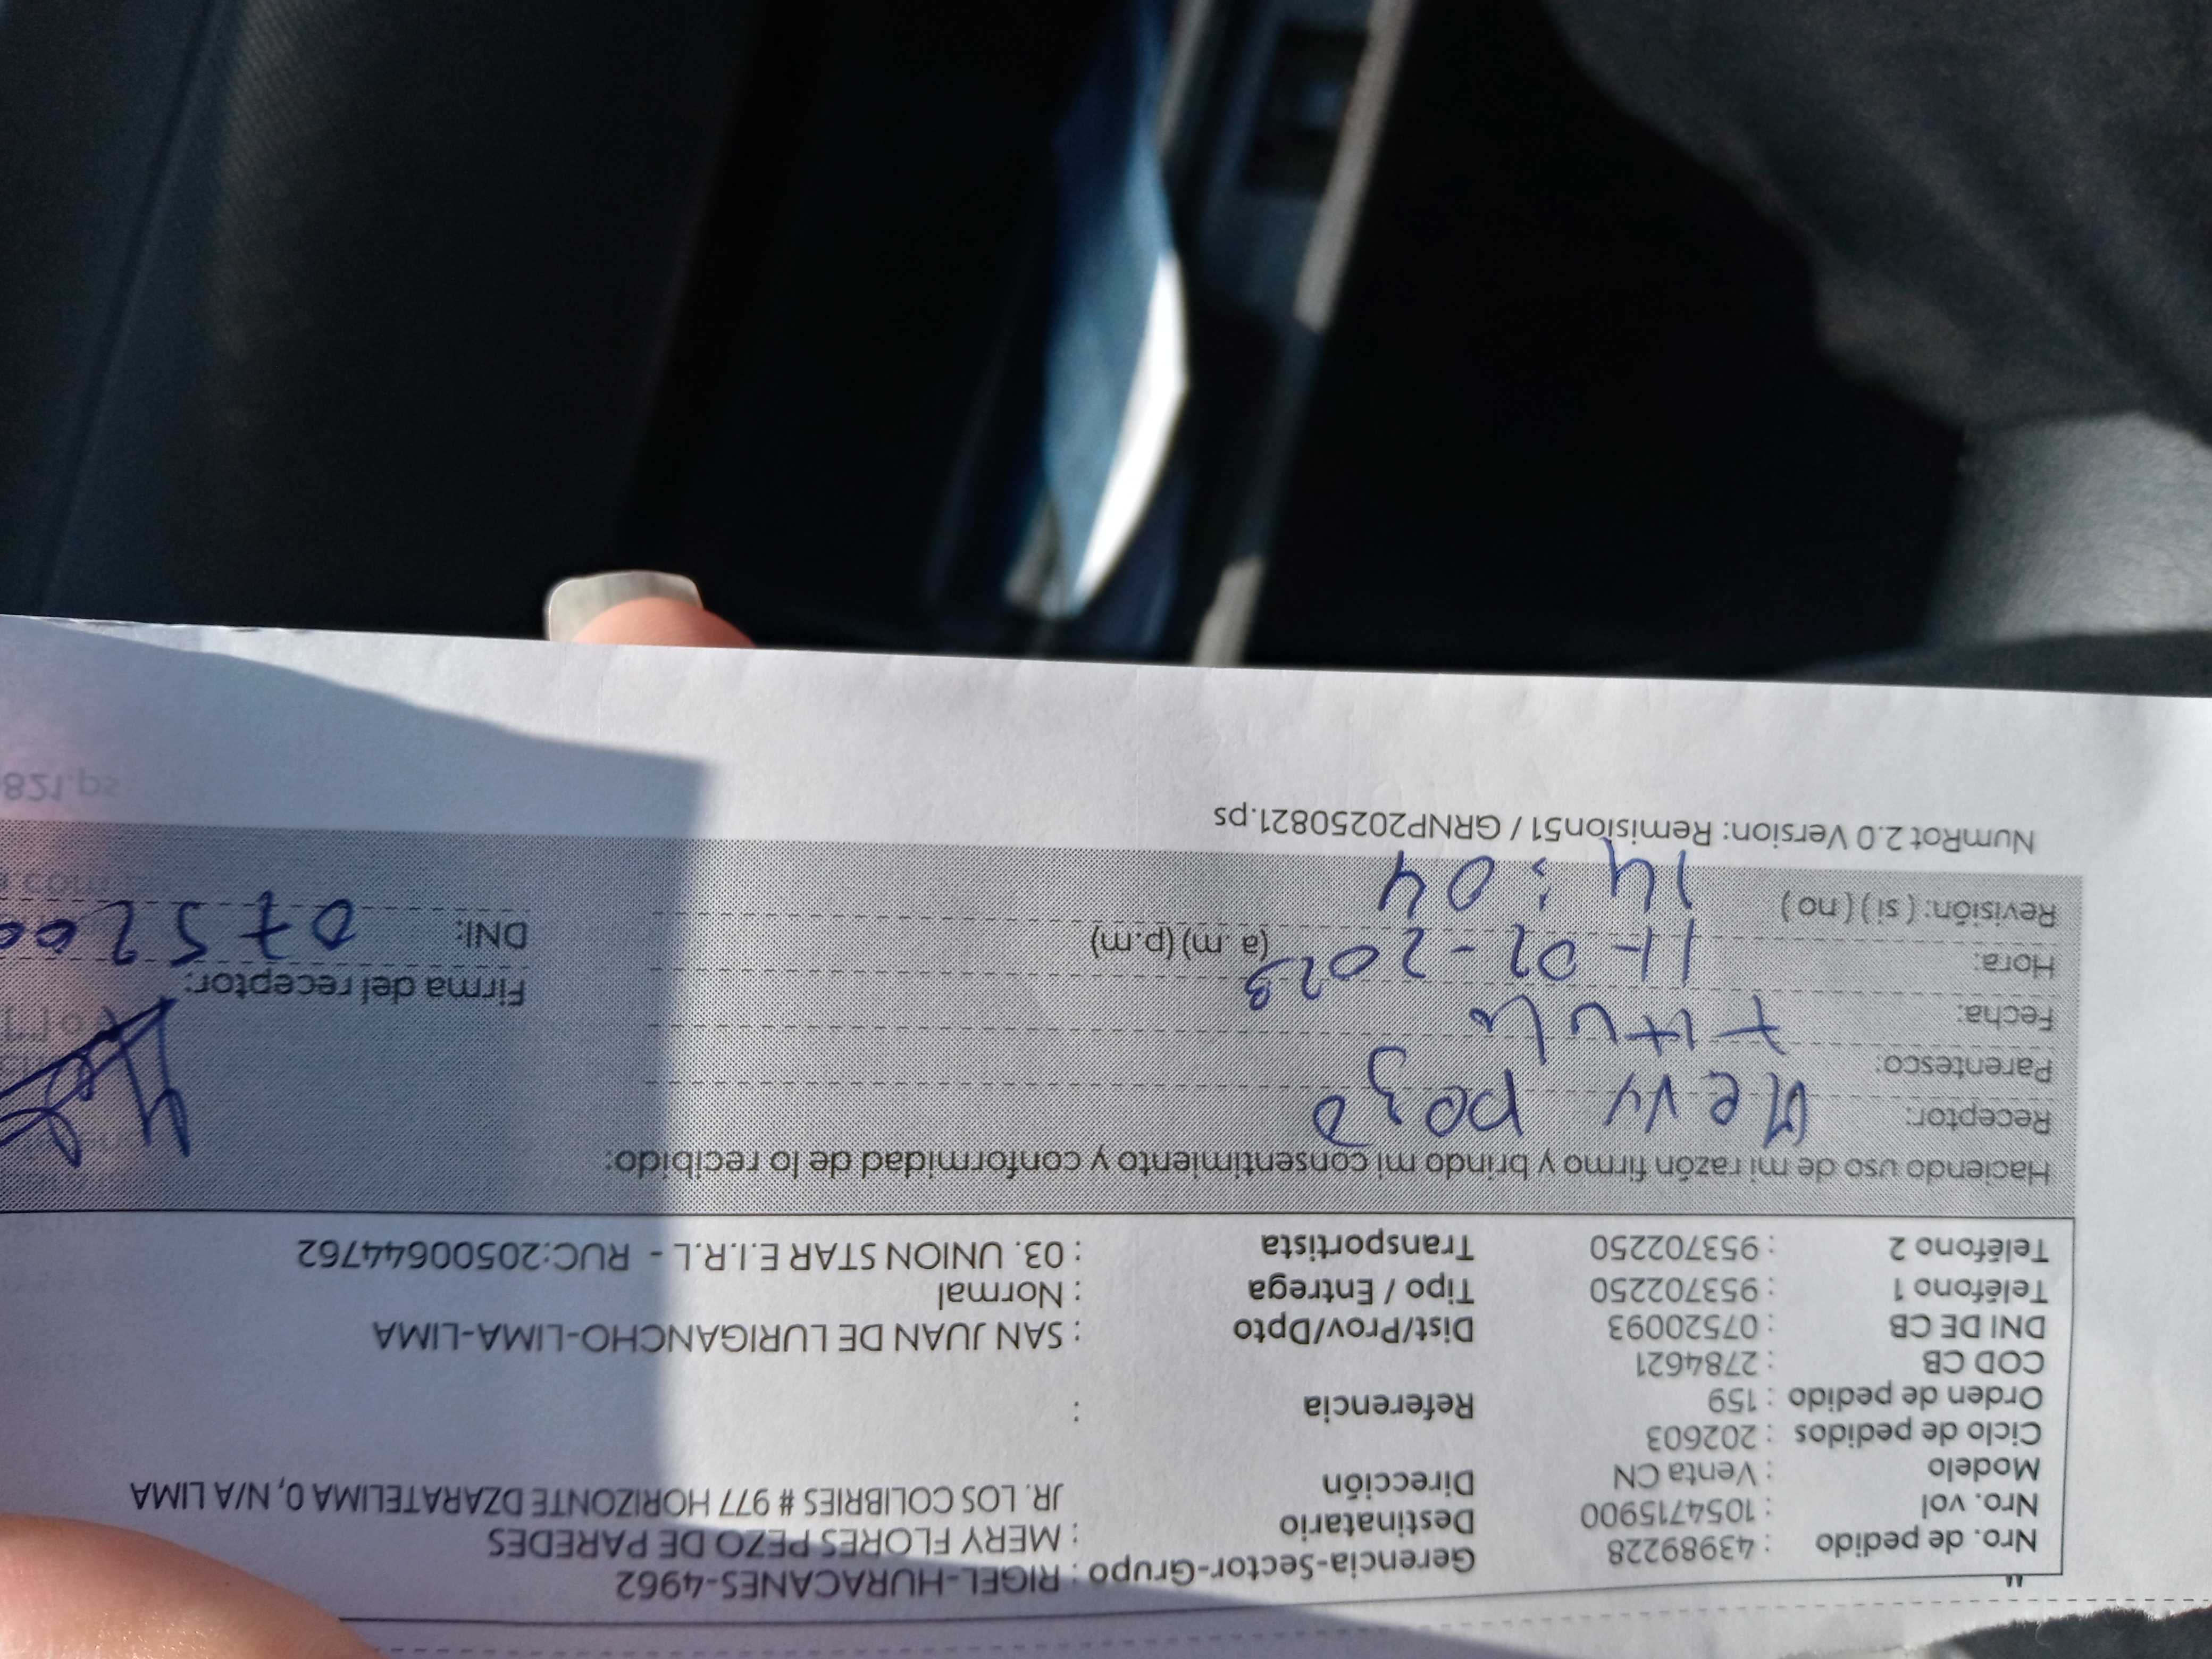 Nro. de pedido : 43989228 Gerencia-Sector-Grupo : RIGEL-HURACANES-4962
Nro. vol : 1054715900 Destinatario : MERY FLORES PEZO DE PAREDES
Modelo : Venta CN Dirección JR. LOS COLIBRIES # 977 HORIZONTE DZARATELIMA 0, N/A LIMA
Ciclo de pedidos : 202603
Orden de pedido : 159 Referencia :
COD CB : 2784621
DNI DE CB : 07520093 Dist/Prov/Dpto : SAN JUAN DE LURIGANCHO-LIMA-LIMA
Teléfono 1 : 953702250 Tipo / Entrega : Normal
Teléfono 2 : 953702250 Transportista : 03. UNION STAR E.I.R.L - RUC:20500644762
Haciendo uso de mi razón firmo y brindo mi consentimiento y conformidad de lo recibido:
Receptor: pezo
Parentesco: titula
Fecha: 11-02-202
Hora: 14:04 (a.m) (p.m)
Revisión: ( si ) ( no )
Firma del receptor:
DNI: 07520
NumRot 2.0 Version: Remision51 / GRNP20250821.ps
821.ps